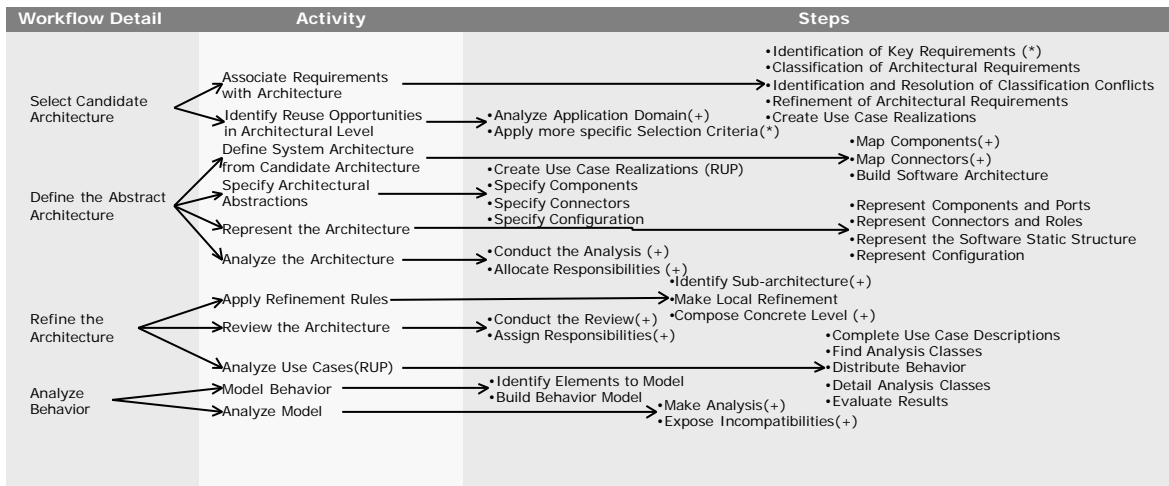 Workflow Detail Activity Steps
Select Candidate
Architecture
Associate Requirements
with Architecture
•Identification of Key Requirements (*)
•Classification of Architectural Requirements
•Identification and Resolution of Classification Conflicts
•Refinement of Architectural Requirements
•Create Use Case Realizations
Identify Reuse Opportunities
in Architectural Level
•Analyze Application Domain(+)
•Apply more specific Selection Criteria(*)
Define the Abstract
Architecture
Define System Architecture
from Candidate Architecture
•Map Components(+)
•Map Connectors(+)
•Build Software Architecture
Specify Architectural
Abstractions
•Create Use Case Realizations (RUP)
•Specify Components
•Specify Connectors
•Specify Configuration
Represent the Architecture
•Represent Components and Ports
•Represent Connectors and Roles
•Represent the Software Static Structure
•Represent Configuration
Analyze the Architecture
•Conduct the Analysis (+)
•Allocate Responsibilities (+)
Refine the
Architecture
Apply Refinement Rules
•Identify Sub-architecture(+)
•Make Local Refinement
•Compose Concrete Level (+)
Review the Architecture
•Conduct the Review(+)
•Assign Responsibilities(+)
Analyze Use Cases(RUP)
•Complete Use Case Descriptions
•Find Analysis Classes
•Distribute Behavior
•Detail Analysis Classes
•Evaluate Results
Analyze
Behavior
Model Behavior
•Identify Elements to Model
•Build Behavior Model
Analyze Model
•Make Analysis(+)
•Expose Incompatibilities(+)